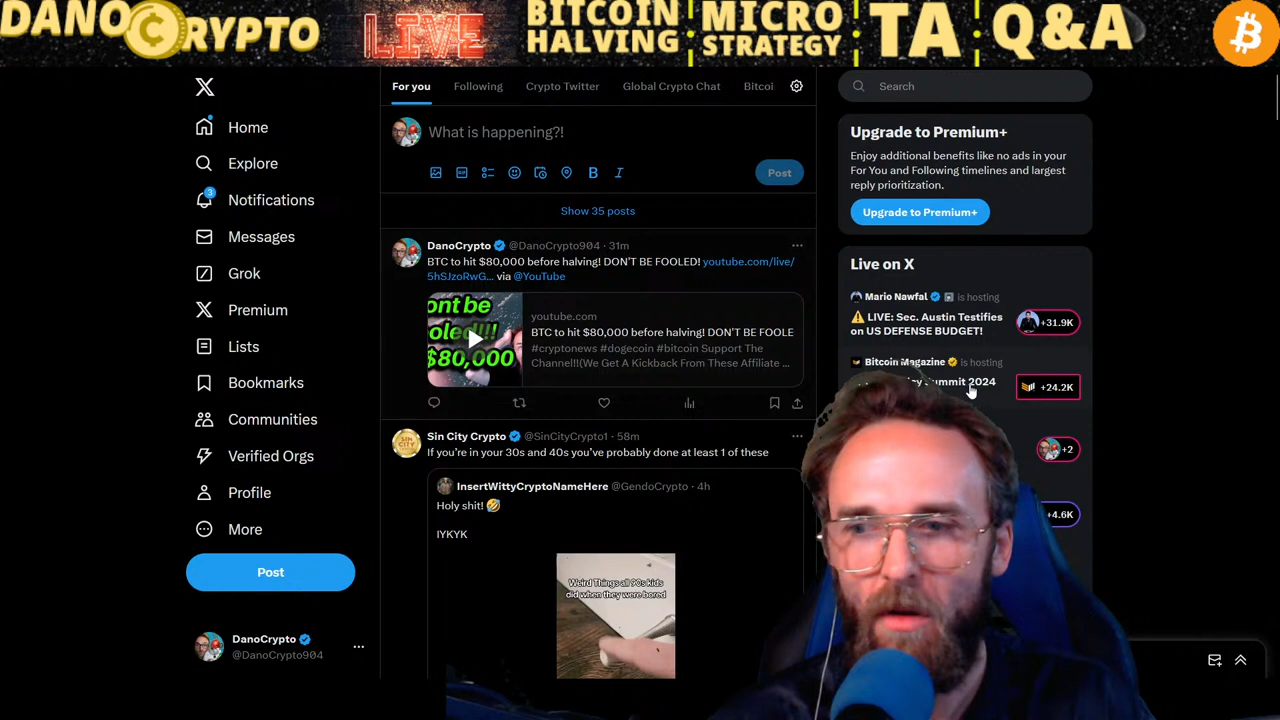 DANO CRYPTO
LIVE
BITCOIN
HALVING
MICRO
STRATEGY
TA
Q&A
For you
Following
Crypto Twitter
Global Crypto Chat
Bitcoi
Search
Home
Explore
3
Notifications
Messages
Grok
Premium
Lists
Bookmarks
Communities
Verified Orgs
Profile
More
Post
DanoCrypto
@DanoCrypto904
What is happening?!
GIF
B
I
Post
Show 35 posts
DanoCrypto @DanoCrypto904 · 31m
BTC to hit $80,000 before halving! DON'T BE FOOLED! youtube.com/live/
5hSJzoRwG... via @YouTube
ont be
oled!!!
$80,000
youtube.com
BTC to hit $80,000 before halving! DON'T BE FOOLE
#cryptonews #dogecoin #bitcoin Support The
Channel!(We Get A Kickback From These Affiliate ...
Sin City Crypto @SinCityCrypto1 · 58m
If you're in your 30s and 40s you've probably done at least 1 of these
InsertWittyCryptoNameHere @GendoCrypto · 4h
Holy shit! 🤣
IYKYK
Weird Things all 90s kids
did when they were bored
Upgrade to Premium+
Enjoy additional benefits like no ads in your
For You and Following timelines and largest
reply prioritization.
Upgrade to Premium+
Live on X
Mario Nawfal is hosting
⚠️ LIVE: Sec. Austin Testifies
on US DEFENSE BUDGET!
+31.9K
Bitcoin Magazine is hosting
Summit 2024
+24.2K
+2
+4.6K